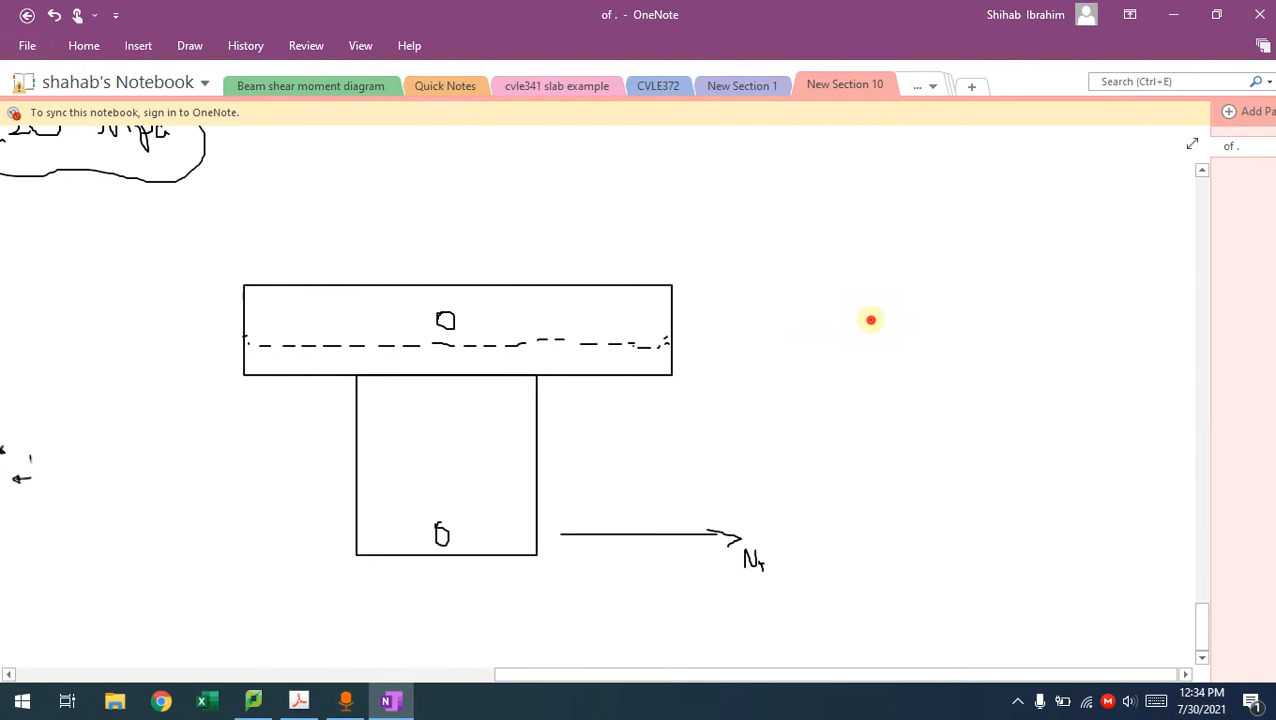 of . - OneNote
Shihab Ibrahim
File Home Insert Draw History Review View Help
shahab's Notebook
Beam shear moment diagram
Quick Notes
cvle341 slab example
CVLE372
New Section 1
New Section 10
...
+
Search (Ctrl+E)
To sync this notebook, sign in to OneNote.
Add Pa
of .
NT
12:34 PM
7/30/2021
1